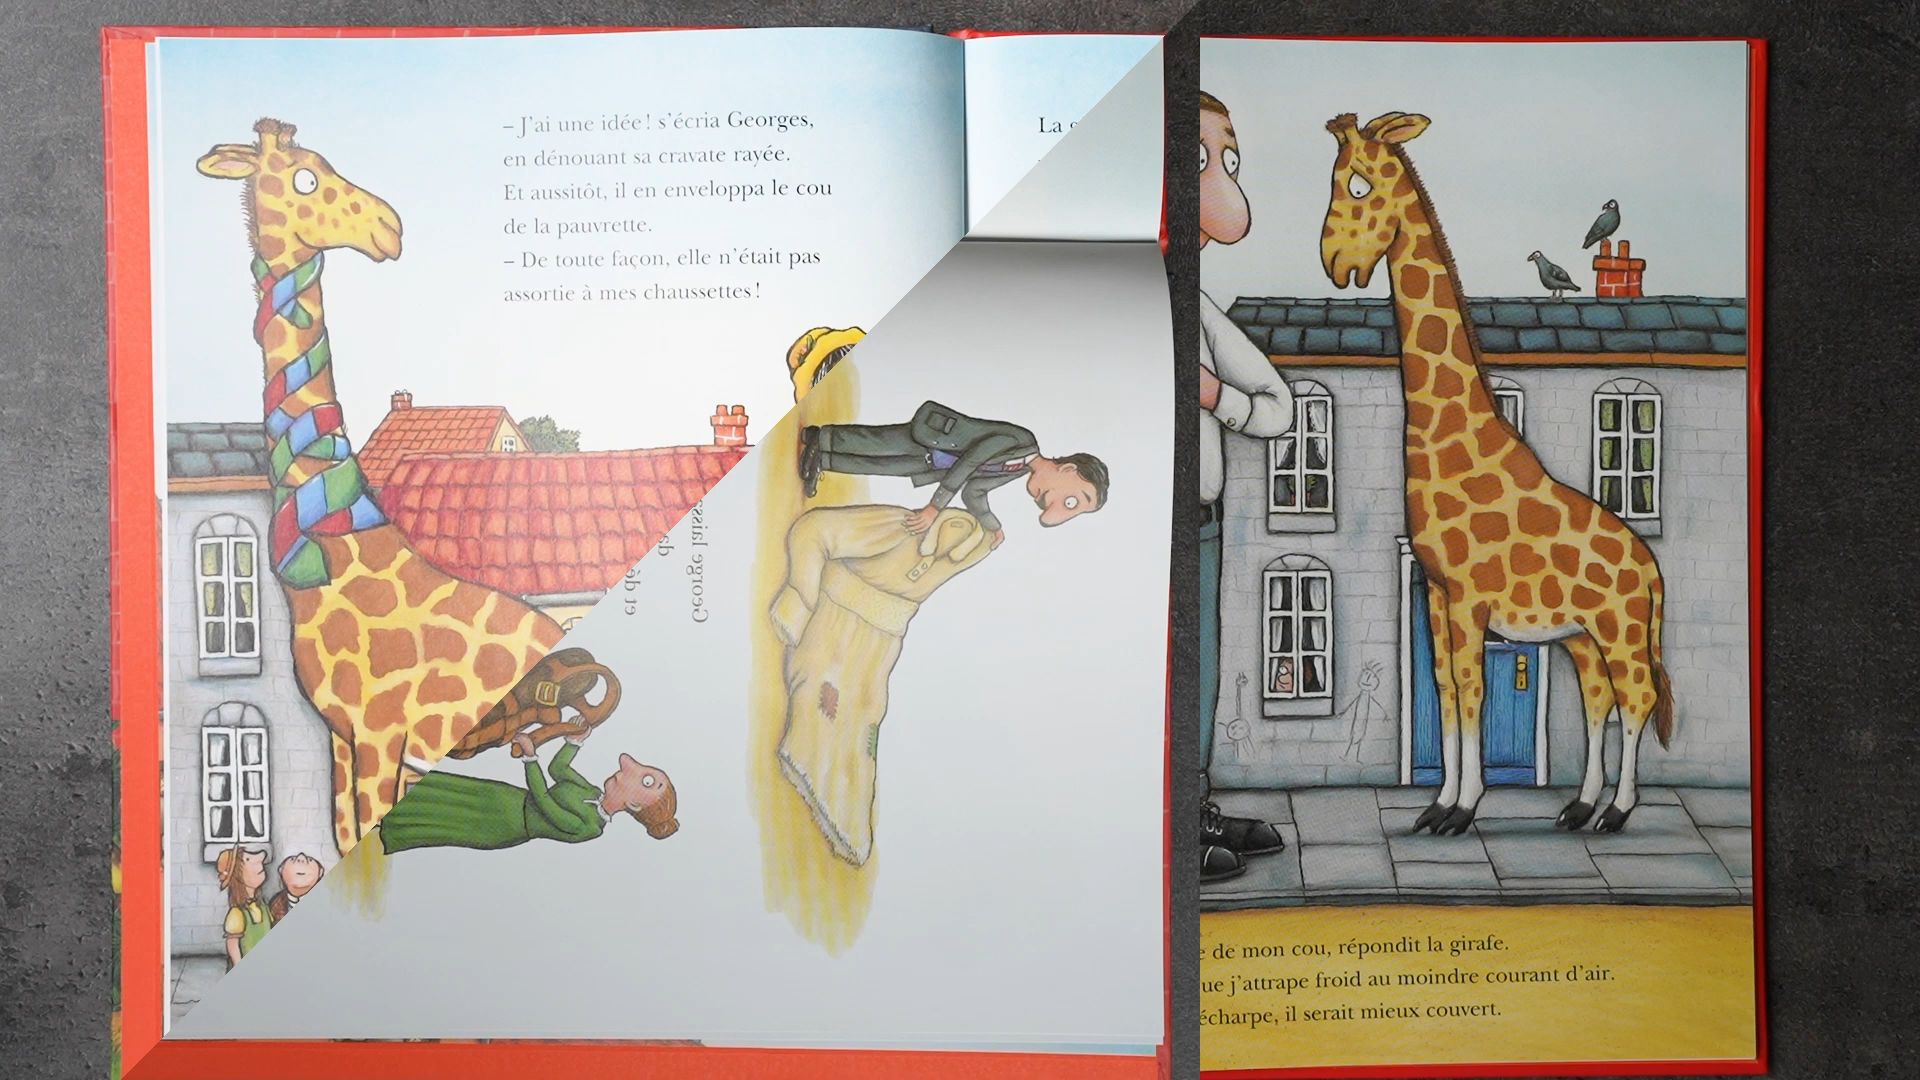 – J’ai une idée ! s’écria Georges,
en dénouant sa cravate rayée.
Et aussitôt, il en enveloppa le cou
de la pauvrette.
– De toute façon, elle n’était pas
assortie à mes chaussettes !
La
George
et
de mon cou, répondit la girafe.
j’attrape froid au moindre courant d’air.
écharpe, il serait mieux couvert.